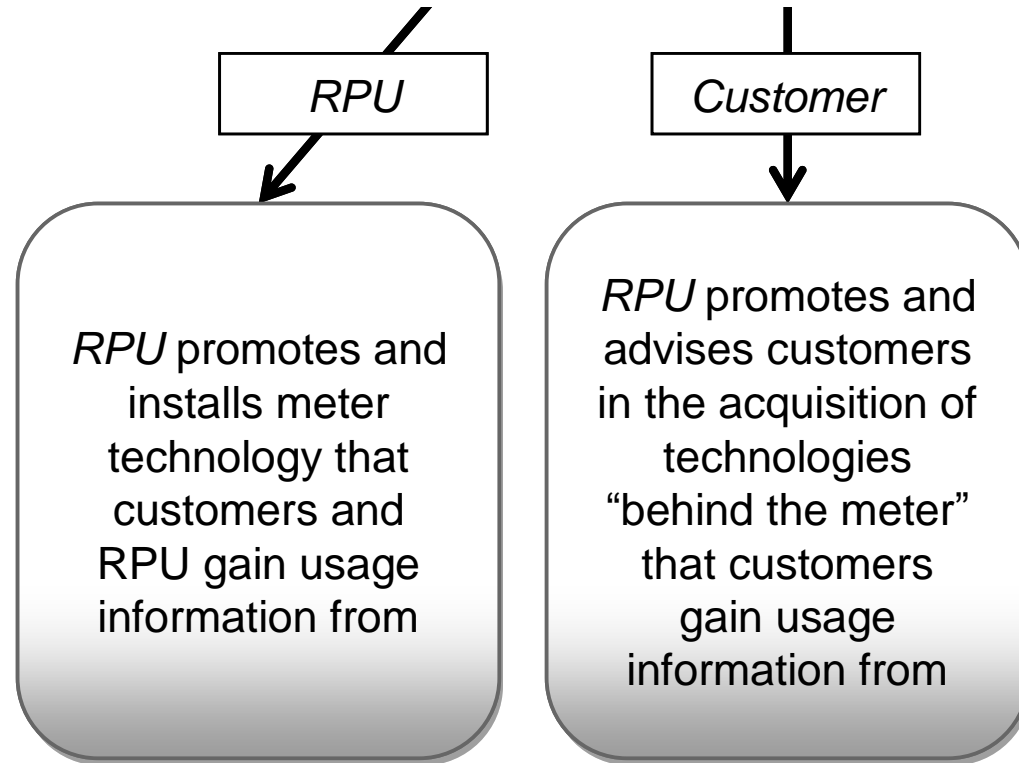 RPU
Customer
RPU promotes and
installs meter
technology that
customers and
RPU gain usage
information from
RPU promotes and
advises customers
in the acquisition of
technologies
“behind the meter”
that customers
gain usage
information from